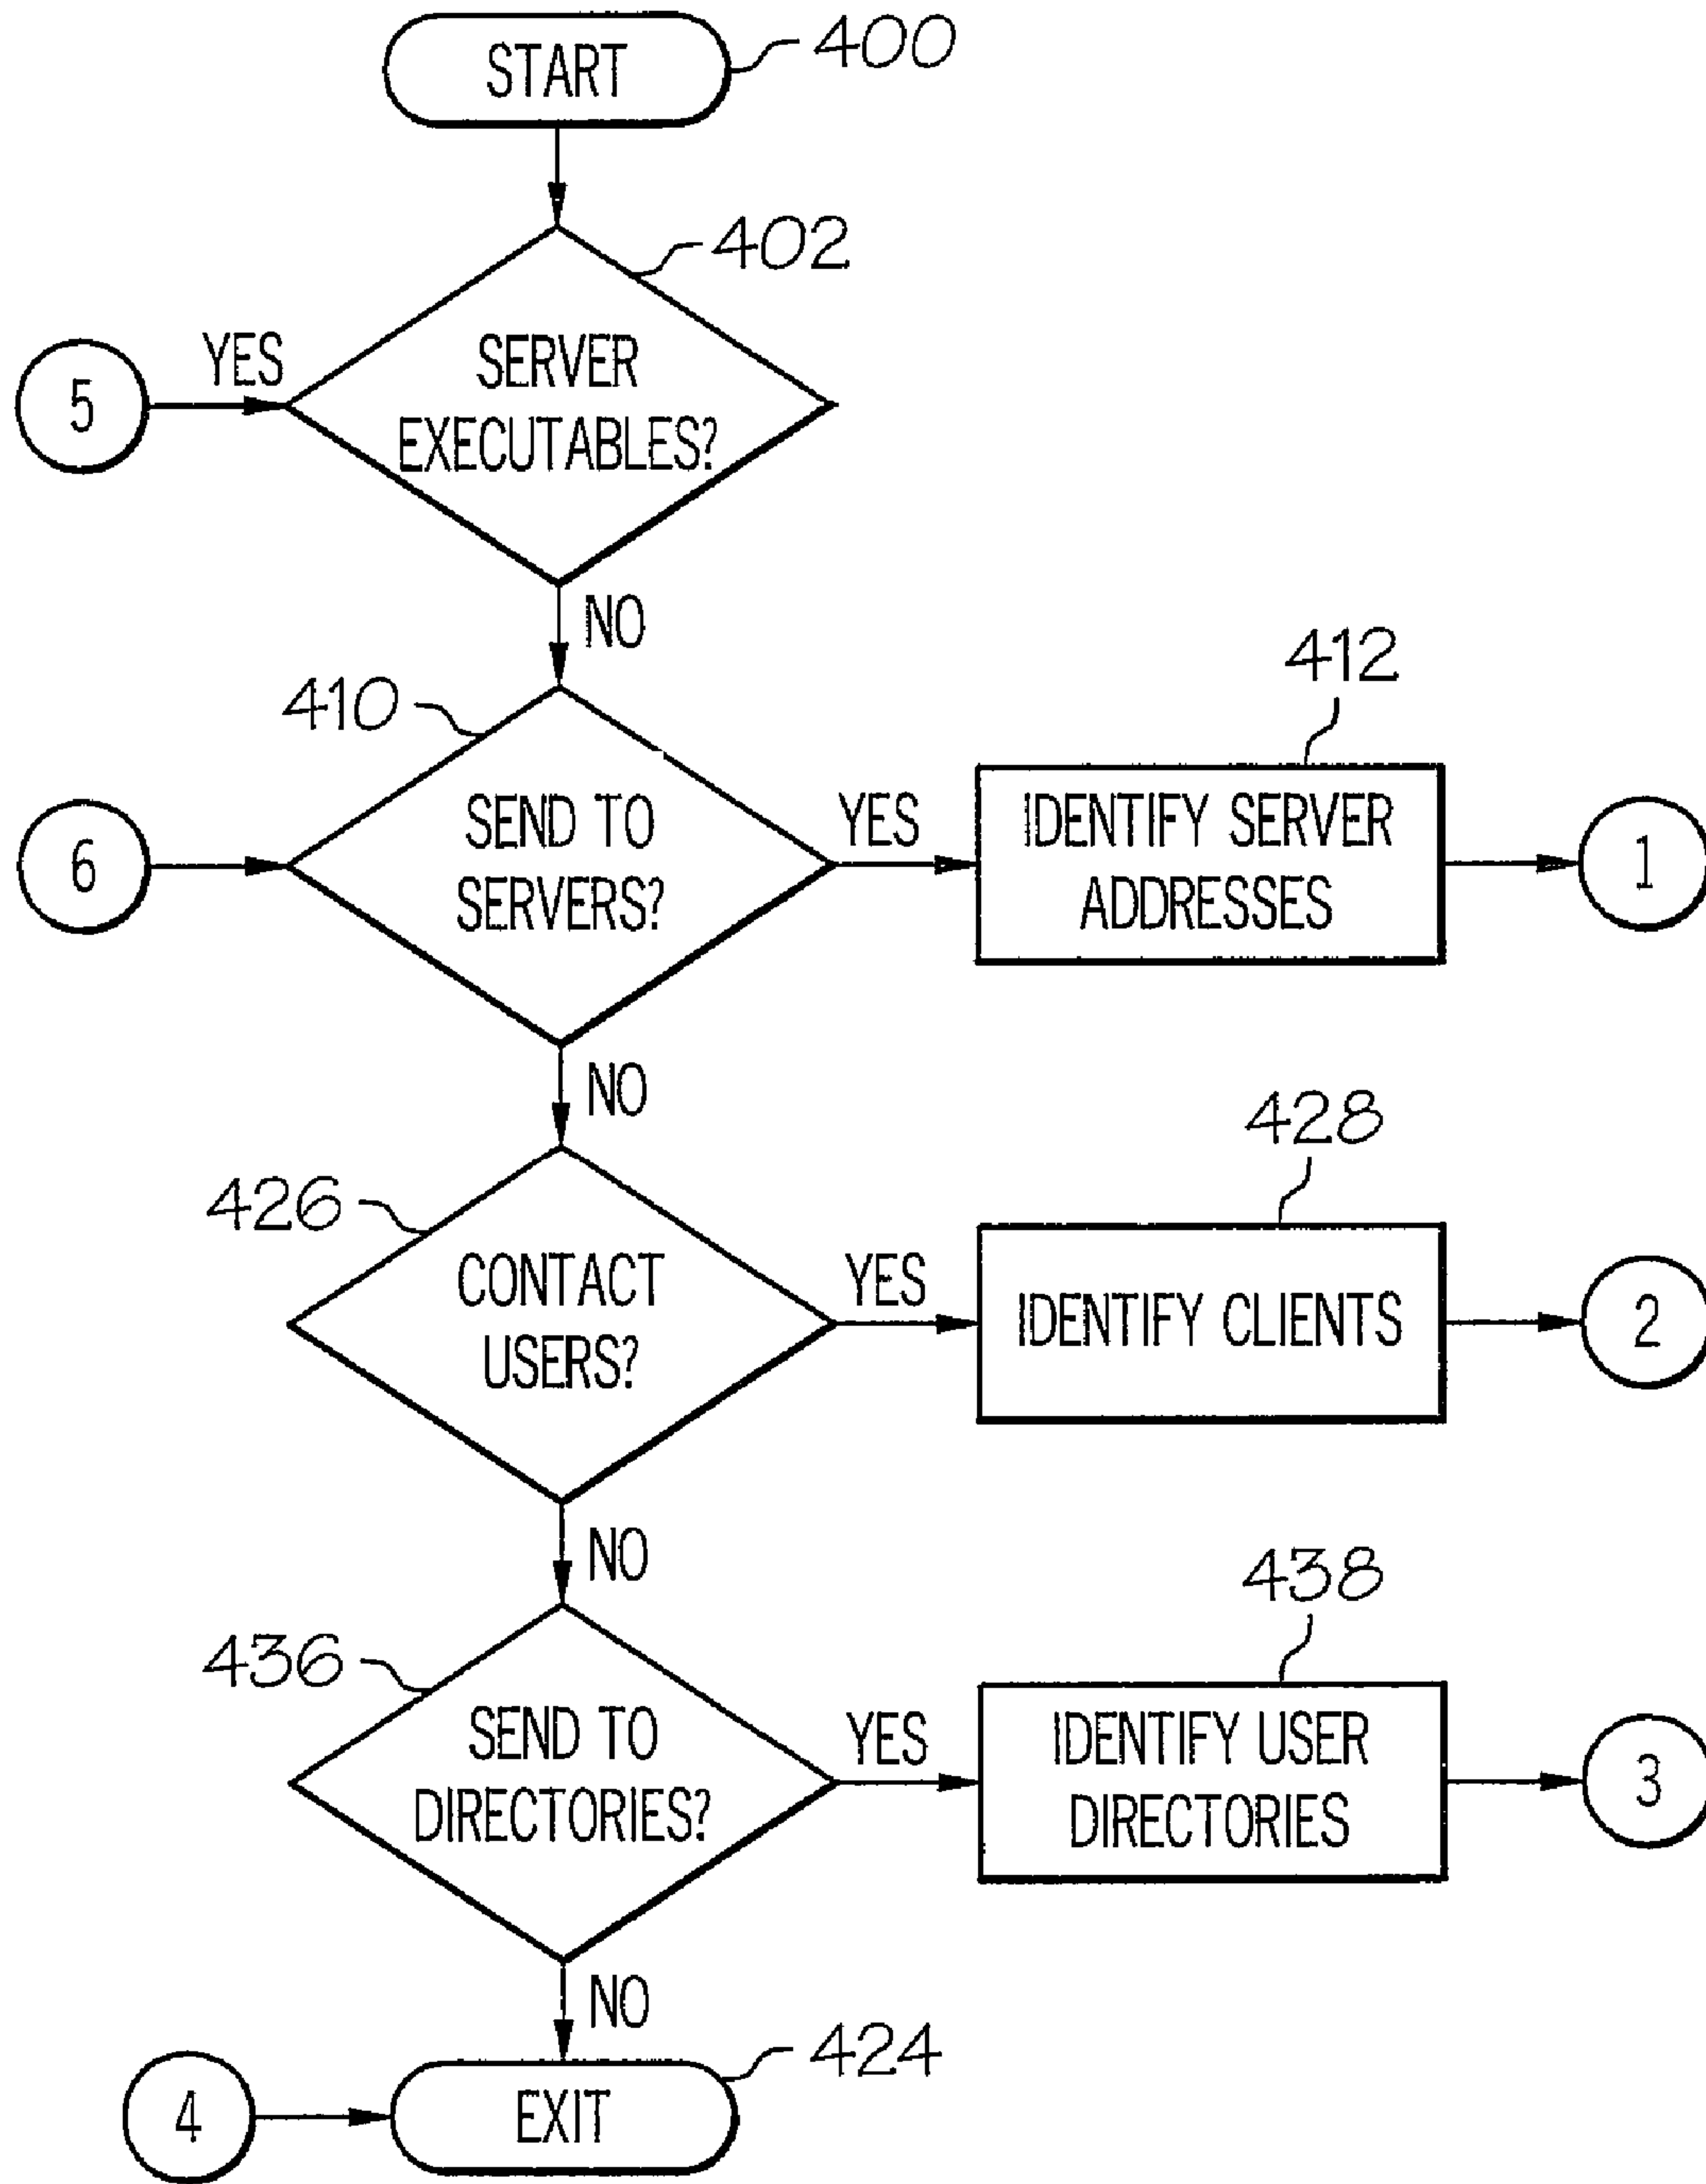 START
400
402
5
YES
SERVER
EXECUTABLES?
NO
410
412
6
SEND TO
SERVERS?
YES
IDENTIFY SERVER
ADDRESSES
1
NO
426
428
CONTACT
USERS?
YES
IDENTIFY CLIENTS
2
NO
436
438
SEND TO
DIRECTORIES?
YES
IDENTIFY USER
DIRECTORIES
3
NO
424
4
EXIT